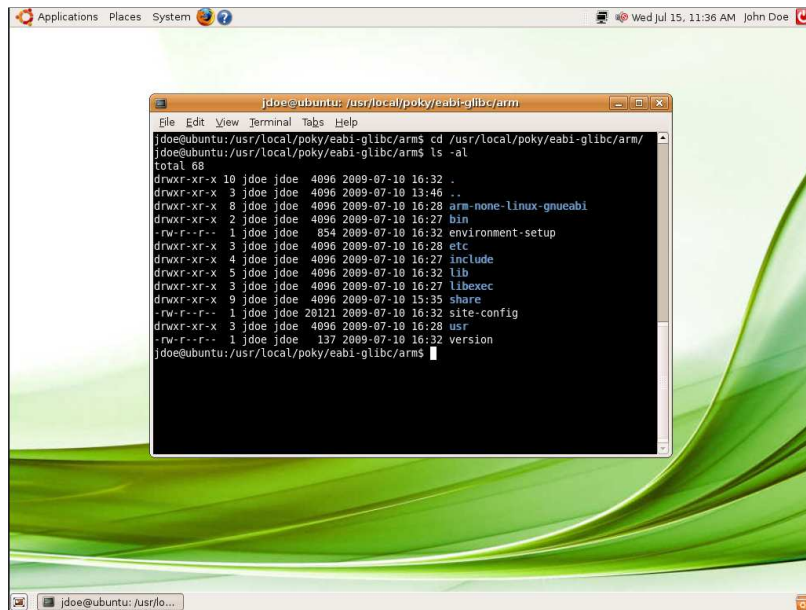 Applications Places System Wed Jul 15, 11:36 AM John Doe
jdoe@ubuntu: /usr/local/poky/eabi-glibc/arm
File Edit View Terminal Tabs Help
jdoe@ubuntu:/usr/local/poky/eabi-glibc/arm$ cd /usr/local/poky/eabi-glibc/arm/
jdoe@ubuntu:/usr/local/poky/eabi-glibc/arm$ ls -al
total 68
drwxr-xr-x 10 jdoe jdoe  4096 2009-07-10 16:32 .
drwxr-xr-x  3 jdoe jdoe  4096 2009-07-10 13:46 ..
drwxr-xr-x  8 jdoe jdoe  4096 2009-07-10 16:28 arm-none-linux-gnueabi
drwxr-xr-x  2 jdoe jdoe  4096 2009-07-10 16:27 bin
-rw-r--r--  1 jdoe jdoe   854 2009-07-10 16:32 environment-setup
drwxr-xr-x  3 jdoe jdoe  4096 2009-07-10 16:28 etc
drwxr-xr-x  4 jdoe jdoe  4096 2009-07-10 16:27 include
drwxr-xr-x  5 jdoe jdoe  4096 2009-07-10 16:32 lib
drwxr-xr-x  3 jdoe jdoe  4096 2009-07-10 16:27 libexec
drwxr-xr-x  9 jdoe jdoe  4096 2009-07-10 15:35 share
-rw-r--r--  1 jdoe jdoe 20121 2009-07-10 16:32 site-config
drwxr-xr-x  3 jdoe jdoe  4096 2009-07-10 16:28 usr
-rw-r--r--  1 jdoe jdoe   137 2009-07-10 16:32 version
jdoe@ubuntu:/usr/local/poky/eabi-glibc/arm$
jdoe@ubuntu: /usr/lo...